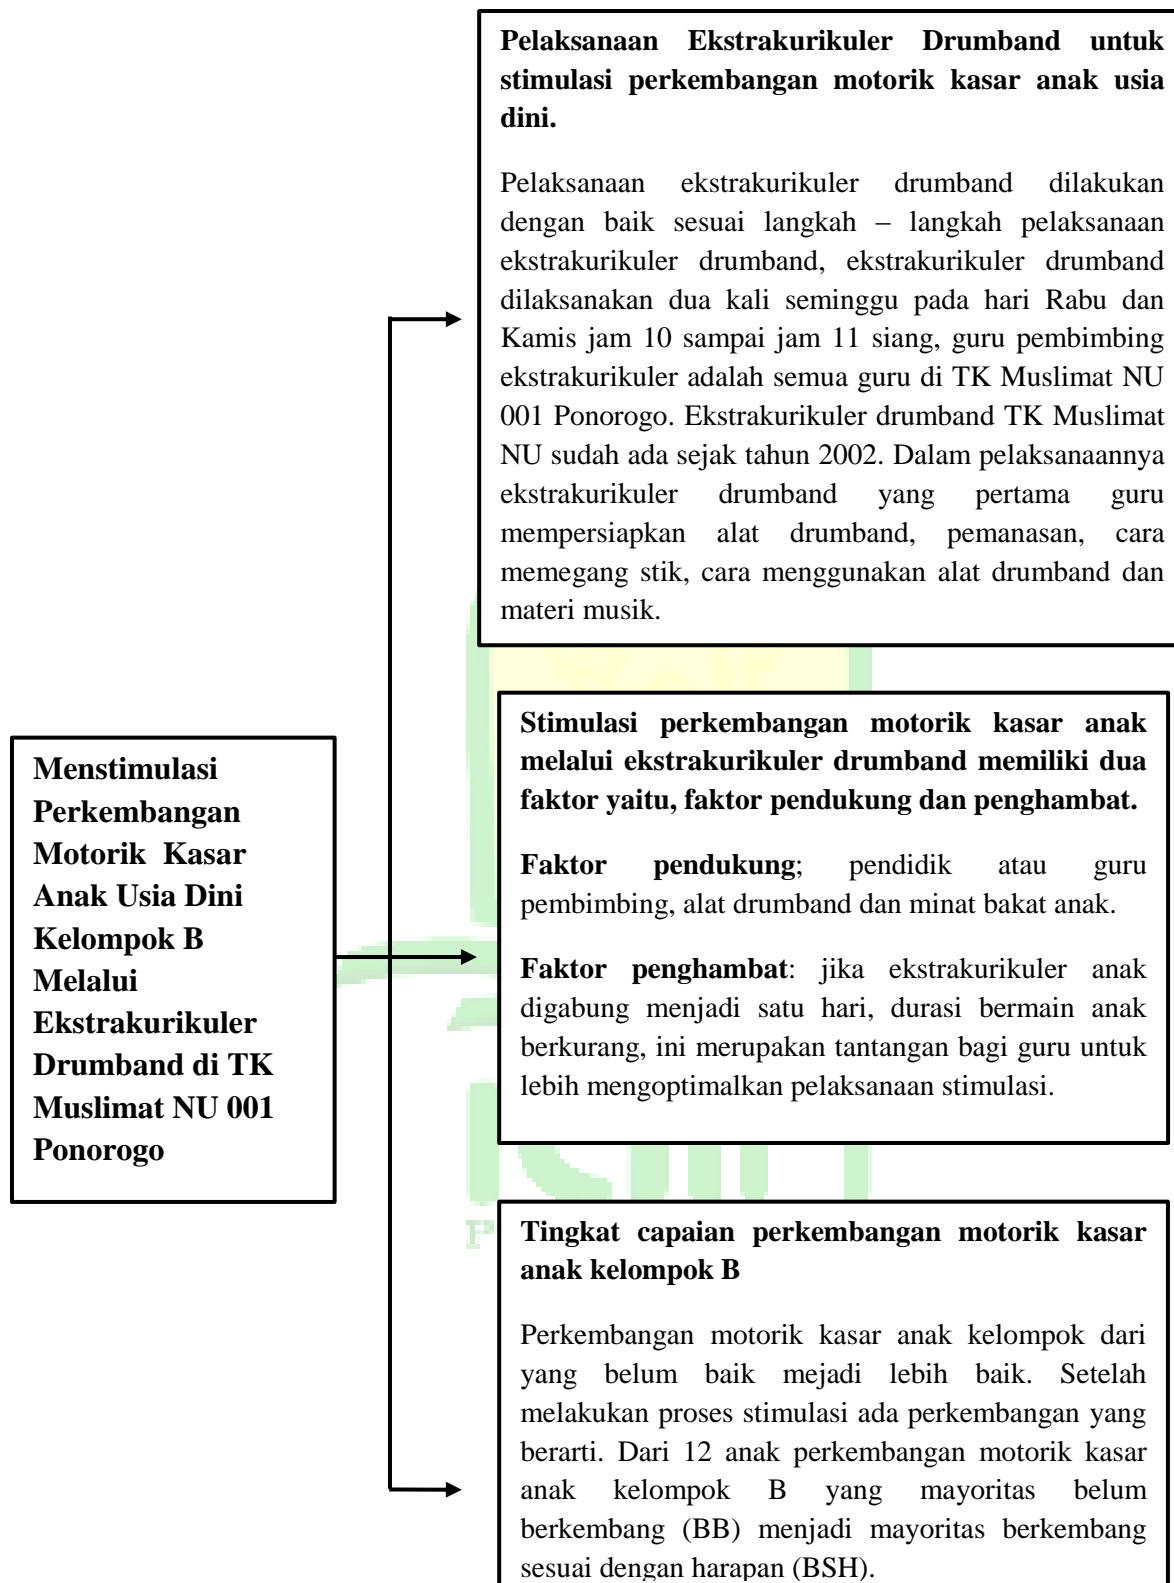 Pelaksanaan Ekstrakurikuler Drumband untuk
stimulasi perkembangan motorik kasar anak usia
dini.
Pelaksanaan ekstrakurikuler drumband dilakukan
dengan baik sesuai langkah – langkah pelaksanaan
ekstrakurikuler drumband, ekstrakurikuler drumband
dilaksanakan dua kali seminggu pada hari Rabu dan
Kamis jam 10 sampai jam 11 siang, guru pembimbing
ekstrakurikuler adalah semua guru di TK Muslimat NU
001 Ponorogo. Ekstrakurikuler drumband TK Muslimat
NU sudah ada sejak tahun 2002. Dalam pelaksanaannya
ekstrakurikuler drumband yang pertama guru
mempersiapkan alat drumband, pemanasan, cara
memegang stik, cara menggunakan alat drumband dan
materi musik.
Menstimulasi
Perkembangan
Motorik Kasar
Anak Usia Dini
Kelompok B
Melalui
Ekstrakurikuler
Drumband di TK
Muslimat NU 001
Ponorogo
Stimulasi perkembangan motorik kasar anak
melalui ekstrakurikuler drumband memiliki dua
faktor yaitu, faktor pendukung dan penghambat.
Faktor pendukung; pendidik atau guru
pembimbing, alat drumband dan minat bakat anak.
Faktor penghambat: jika ekstrakurikuler anak
digabung menjadi satu hari, durasi bermain anak
berkurang, ini merupakan tantangan bagi guru untuk
lebih mengoptimalkan pelaksanaan stimulasi.
Tingkat capaian perkembangan motorik kasar
anak kelompok B
Perkembangan motorik kasar anak kelompok dari
yang belum baik mejadi lebih baik. Setelah
melakukan proses stimulasi ada perkembangan yang
berarti. Dari 12 anak perkembangan motorik kasar
anak kelompok B yang mayoritas belum
berkembang (BB) menjadi mayoritas berkembang
sesuai dengan harapan (BSH).